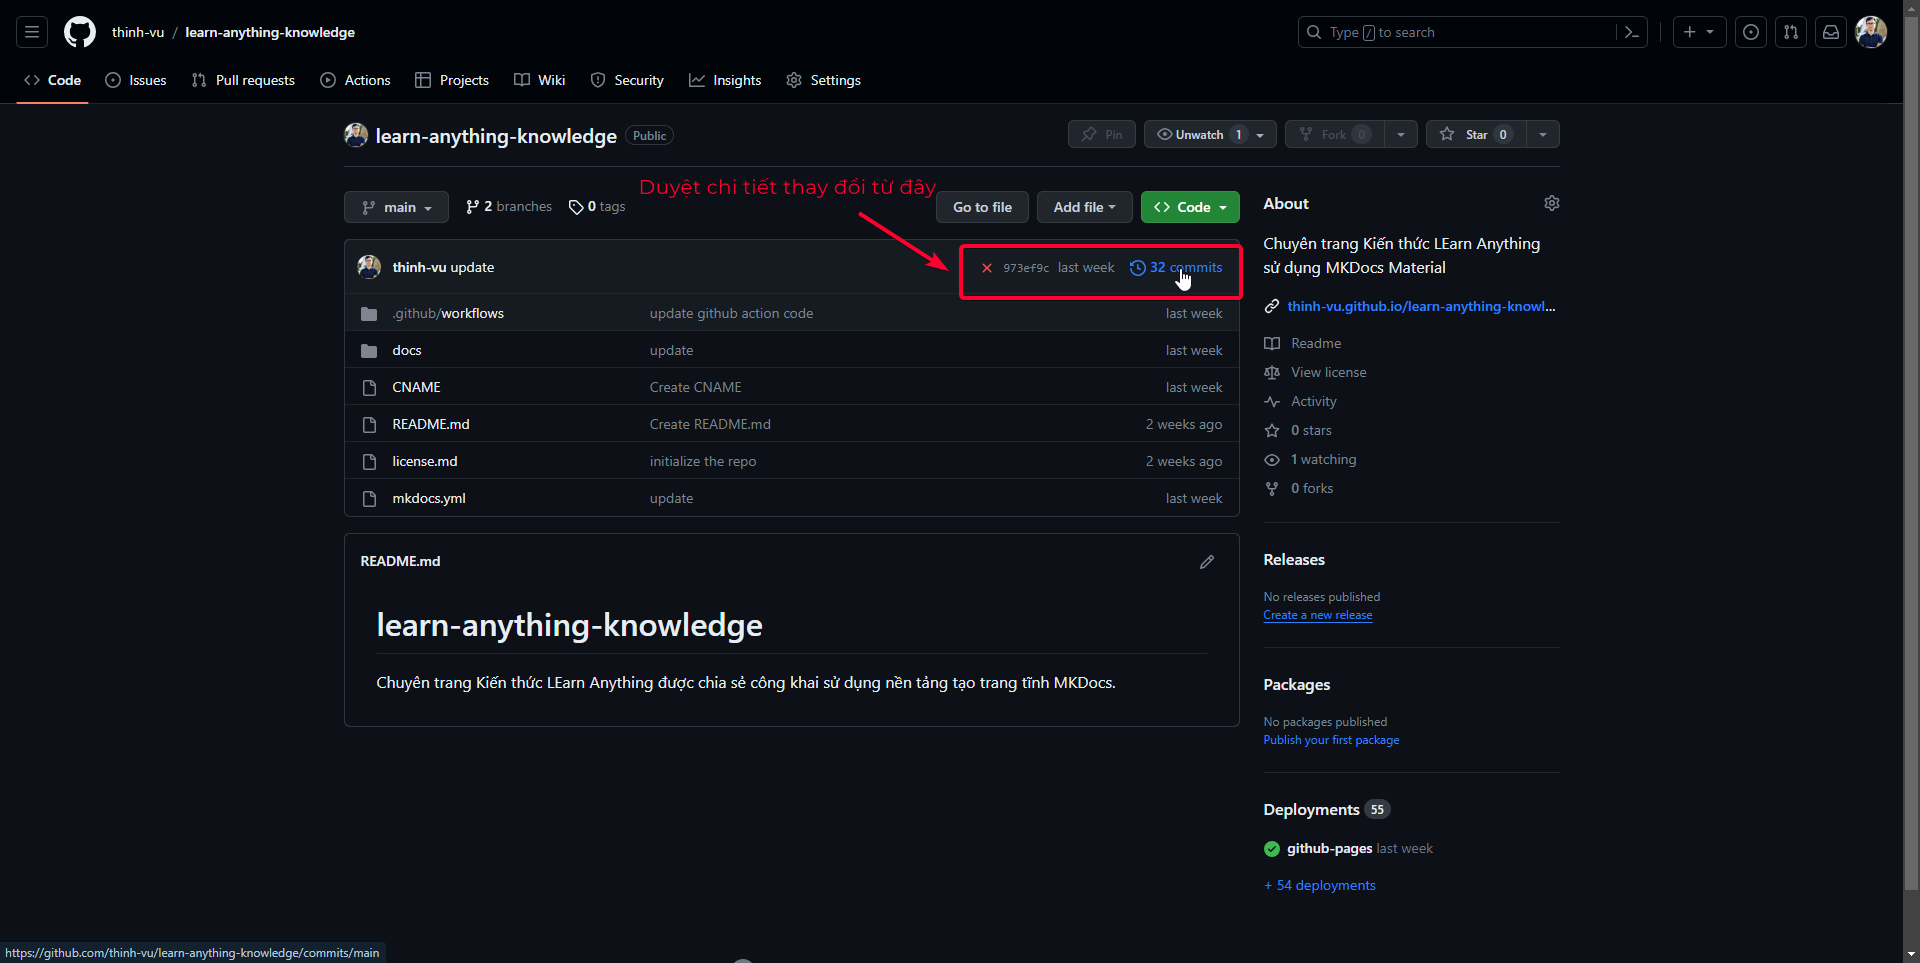 thinh-vu / learn-anything-knowledge
Type / to search
Code Issues Pull requests Actions Projects Wiki Security Insights Settings
learn-anything-knowledge Public
Pin Unwatch 1 Fork 0 Star 0
Duyệt chi tiết thay đổi từ đây
main 2 branches 0 tags Go to file Add file Code
thinh-vu update 973ef9c last week 32 commits
.github/workflows update github action code last week
docs update last week
CNAME Create CNAME last week
README.md Create README.md 2 weeks ago
license.md initialize the repo 2 weeks ago
mkdocs.yml update last week
README.md
learn-anything-knowledge
Chuyên trang Kiến thức LEarn Anything được chia sẻ công khai sử dụng nền tảng tạo trang tĩnh MKDocs.
About
Chuyên trang Kiến thức LEarn Anything
sử dụng MKDocs Material
thinh-vu.github.io/learn-anything-knowl...
Readme
View license
Activity
0 stars
1 watching
0 forks
Releases
No releases published
Create a new release
Packages
No packages published
Publish your first package
Deployments 55
github-pages last week
+ 54 deployments
https://github.com/thinh-vu/learn-anything-knowledge/commits/main